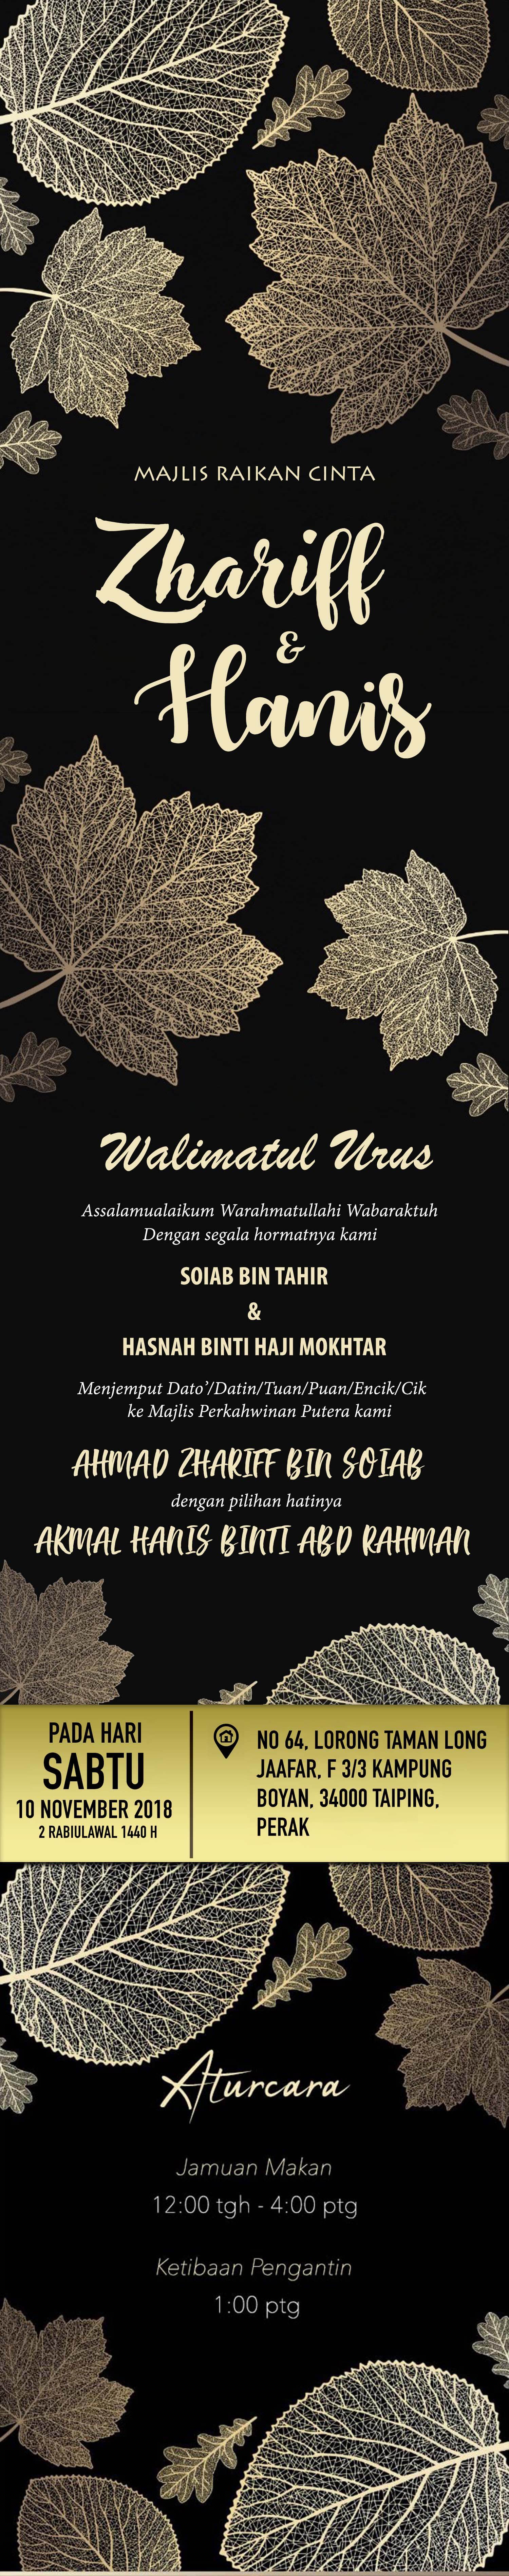 MAJLIS RAIKAN CINTA
Zhariff
&
Hanis
Walimatul Urus
Assalamualaikum Warahmatullahi Wabaraktuh
Dengan segala hormatnya kami
SOIAB BIN TAHIR
&
HASNAH BINTI HAJI MOKHTAR
Menjemput Dato'/Datin/Tuan/Puan/Encik/Cik
ke Majlis Perkahwinan Putera kami
AHMAD ZHARIFF BIN SOIAB
dengan pilihan hatinya
AKMAL HANIS BINTI ABD RAHMAN
PADA HARI
SABTU
10 NOVEMBER 2018
2 RABIULAWAL 1440 H
NO 64, LORONG TAMAN LONG
JAAFAR, F 3/3 KAMPUNG
BOYAN, 34000 TAIPING,
PERAK
Aturcara
Jamuan Makan
12:00 tgh - 4:00 ptg
Ketibaan Pengantin
1:00 ptg